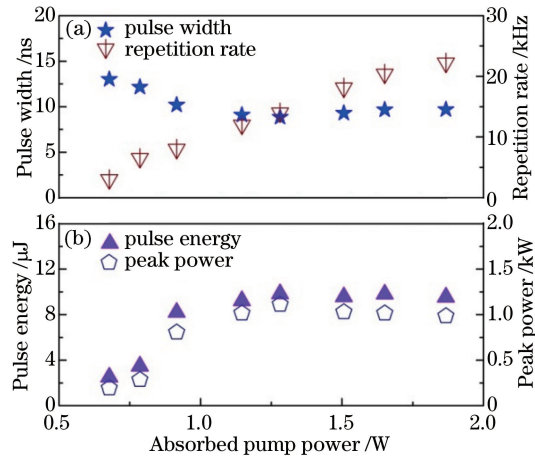 (a) pulse width
repetition rate
Pulse width /ns
20
15
10
5
0
Repetition rate /kHz
30
20
10
0
(b) pulse energy
peak power
Pulse energy /μJ
16
12
8
4
0
Peak power /kW
2.0
1.5
1.0
0.5
0
0.5 1.0 1.5 2.0
Absorbed pump power /W